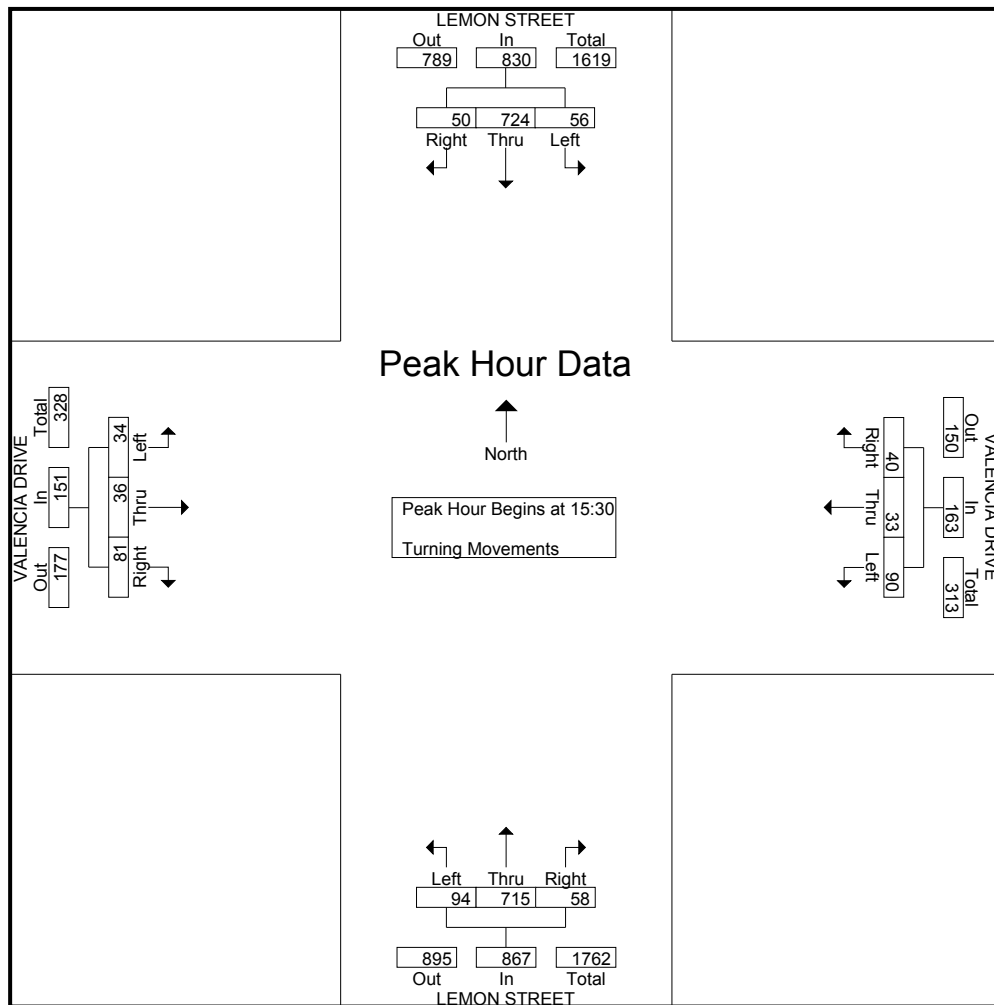 LEMON STREET
Out In Total
789 830 1619
50 724 56
Right Thru Left
Peak Hour Data
North
Peak Hour Begins at 15:30
Turning Movements
VALENCIA DRIVE
Total In Out
328 151 177
34 36 81
Left Thru Right
Right Thru Left
40 33 90
Out In Total
150 163 313
VALENCIA DRIVE
Left Thru Right
94 715 58
895 867 1762
Out In Total
LEMON STREET